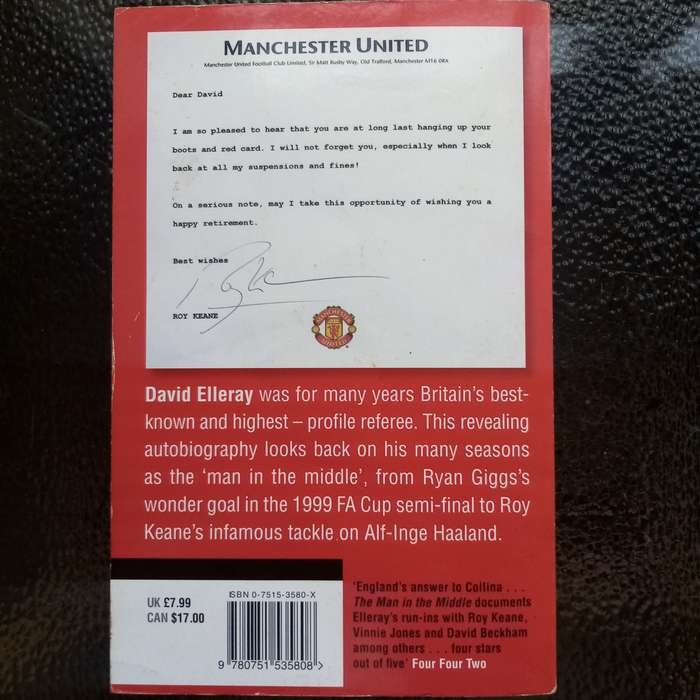 MANCHESTER UNITED
Manchester United Football Club Limited, Sir Matt Busby Way, Old Trafford, Manchester M16 0RA
Dear David
I am so pleased to hear that you are at long last hanging up your
boots and red card. I will not forget you, especially when I look
back at all my suspensions and fines!
On a serious note, may I take this opportunity of wishing you a
happy retirement.
Best wishes
ROY KEANE
MANCHESTER
UNITED
David Elleray was for many years Britain's best-
known and highest – profile referee. This revealing
autobiography looks back on his many seasons
as the 'man in the middle', from Ryan Giggs's
wonder goal in the 1999 FA Cup semi-final to Roy
Keane's infamous tackle on Alf-Inge Haaland.
UK £7.99
CAN $17.00
ISBN 0-7515-3580-X
9 780751 535808 >
'England's answer to Collina . . .
The Man in the Middle documents
Elleray's run-ins with Roy Keane,
Vinnie Jones and David Beckham
among others . . . four stars
out of five' Four Four Two